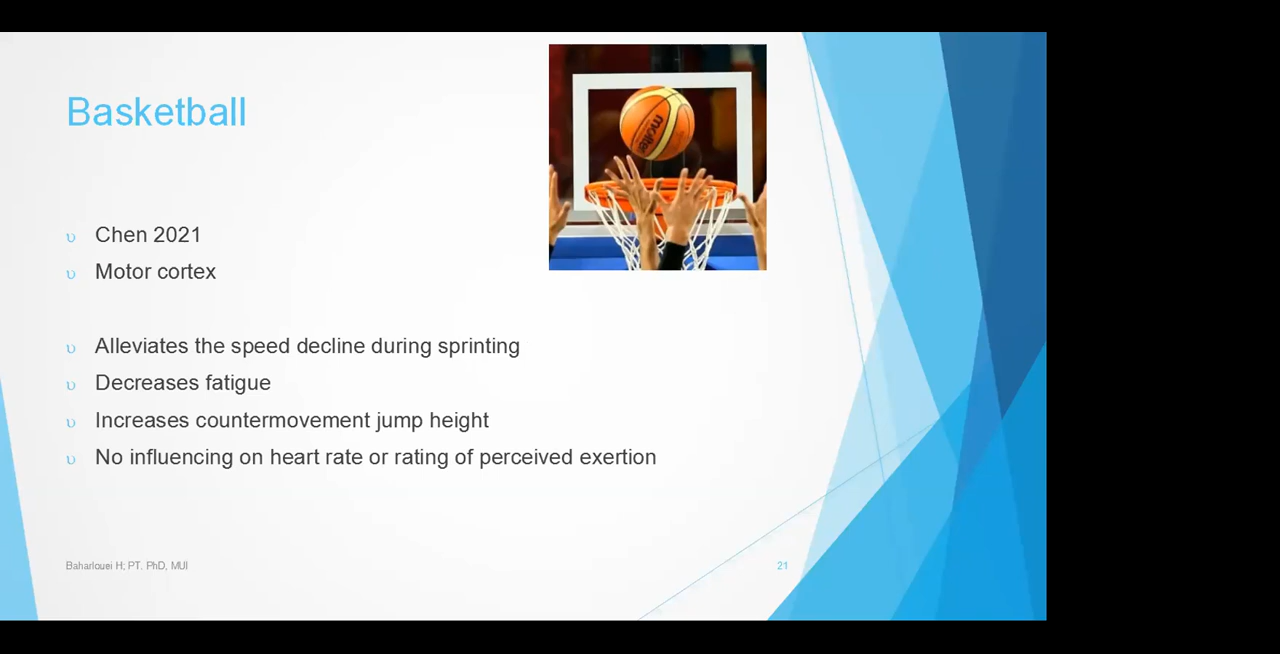 Basketball
molten
υ Chen 2021
υ Motor cortex
υ Alleviates the speed decline during sprinting
υ Decreases fatigue
υ Increases countermovement jump height
υ No influencing on heart rate or rating of perceived exertion
Baharlouei H; PT. PhD, MUI
21